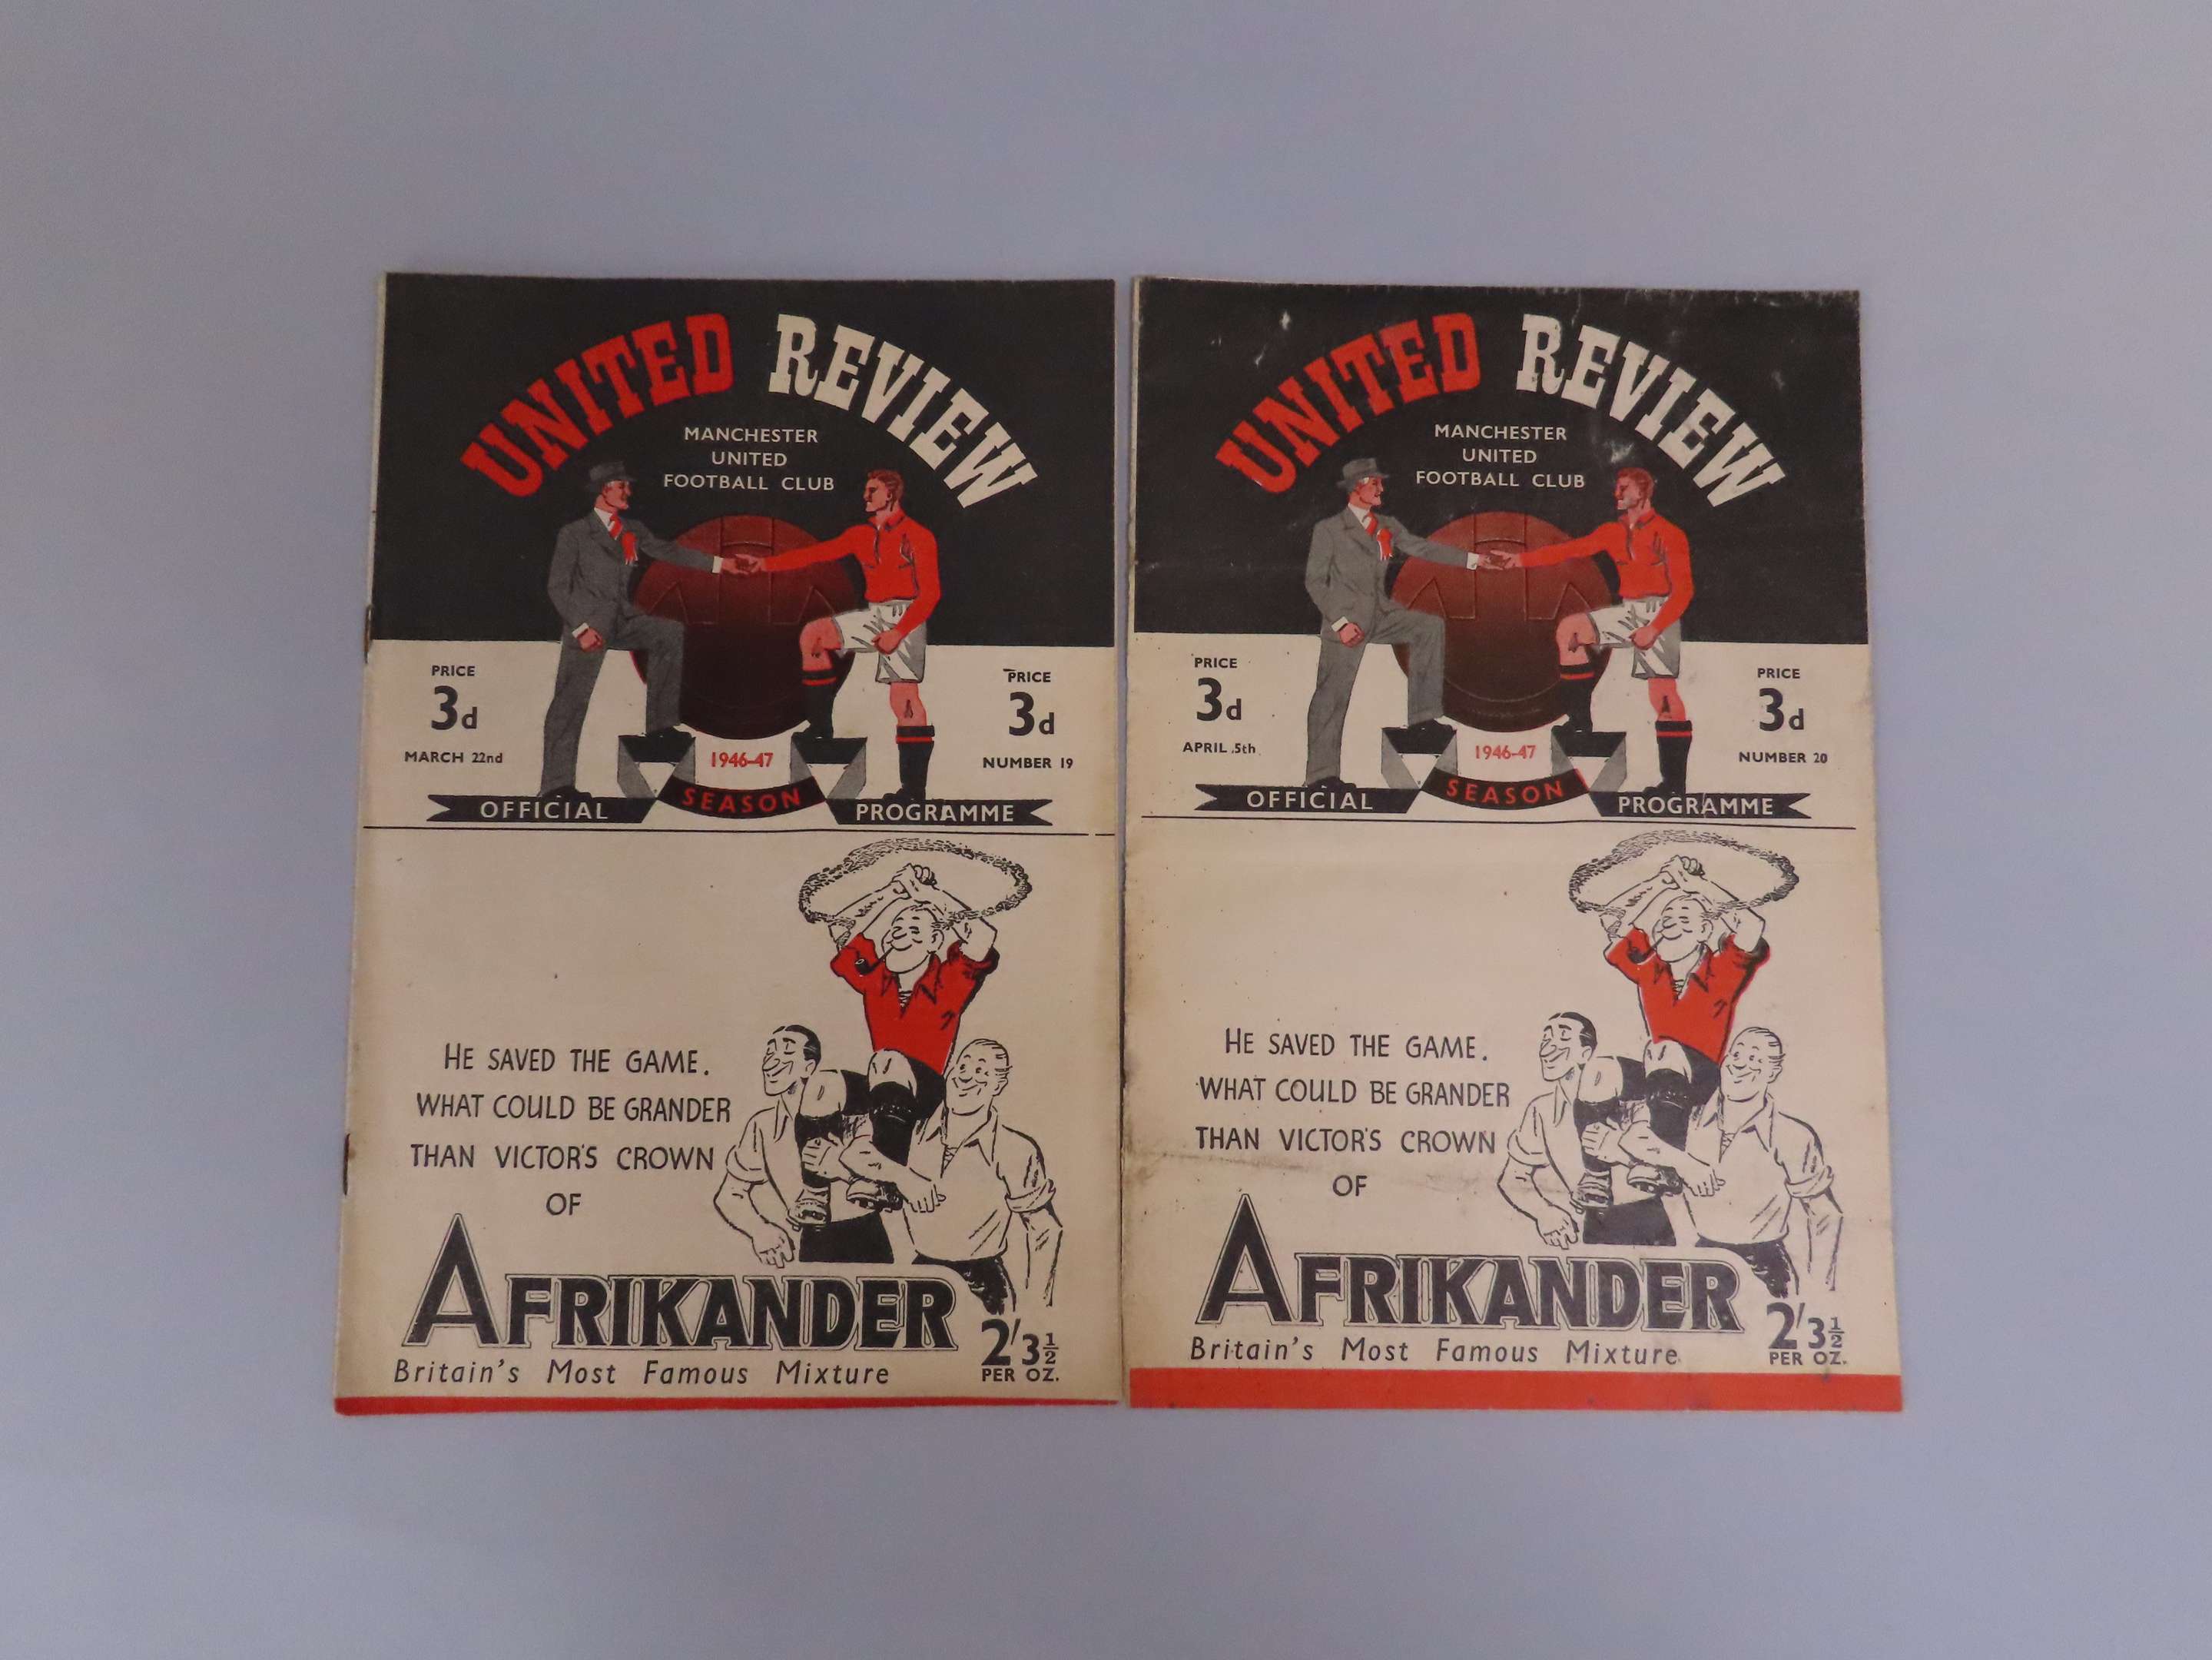 UNITED REVIEW
MANCHESTER
UNITED
FOOTBALL CLUB
PRICE
3d
MARCH 22nd
PRICE
3d
NUMBER 19
1946-47
OFFICIAL SEASON PROGRAMME
HE SAVED THE GAME.
WHAT COULD BE GRANDER
THAN VICTOR'S CROWN
OF
AFRIKANDER
Britain's Most Famous Mixture
2/3½
PER OZ.
UNITED REVIEW
MANCHESTER
UNITED
FOOTBALL CLUB
PRICE
3d
APRIL 5th
PRICE
3d
NUMBER 20
1946-47
OFFICIAL SEASON PROGRAMME
HE SAVED THE GAME.
WHAT COULD BE GRANDER
THAN VICTOR'S CROWN
OF
AFRIKANDER
Britain's Most Famous Mixture
2/3½
PER OZ.